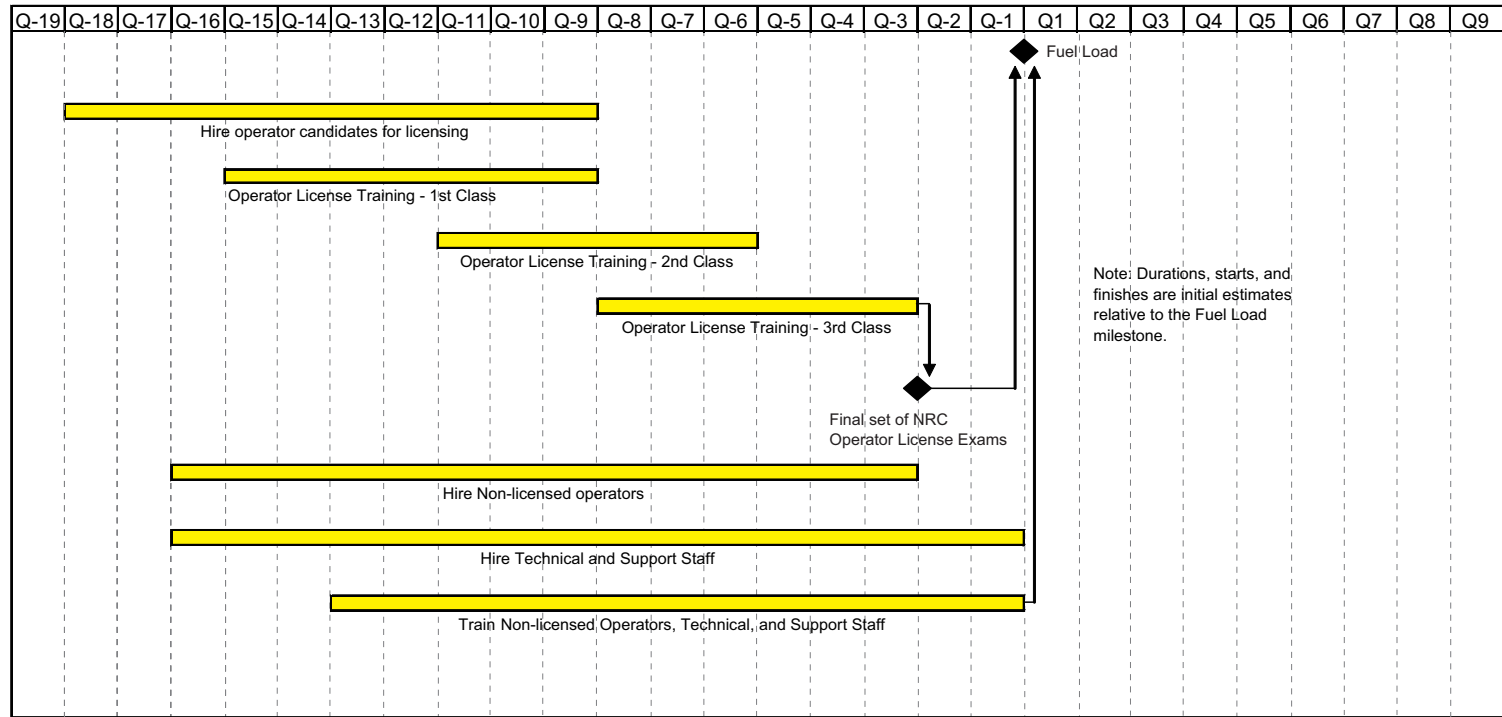 Q-19 Q-18 Q-17 Q-16 Q-15 Q-14 Q-13 Q-12 Q-11 Q-10 Q-9 Q-8 Q-7 Q-6 Q-5 Q-4 Q-3 Q-2 Q-1 Q1 Q2 Q3 Q4 Q5 Q6 Q7 Q8 Q9
Fuel Load
Hire operator candidates for licensing
Operator License Training - 1st Class
Operator License Training - 2nd Class
Note: Durations, starts, and
finishes are initial estimates
relative to the Fuel Load
milestone.
Operator License Training - 3rd Class
Final set of NRC
Operator License Exams
Hire Non-licensed operators
Hire Technical and Support Staff
Train Non-licensed Operators, Technical, and Support Staff